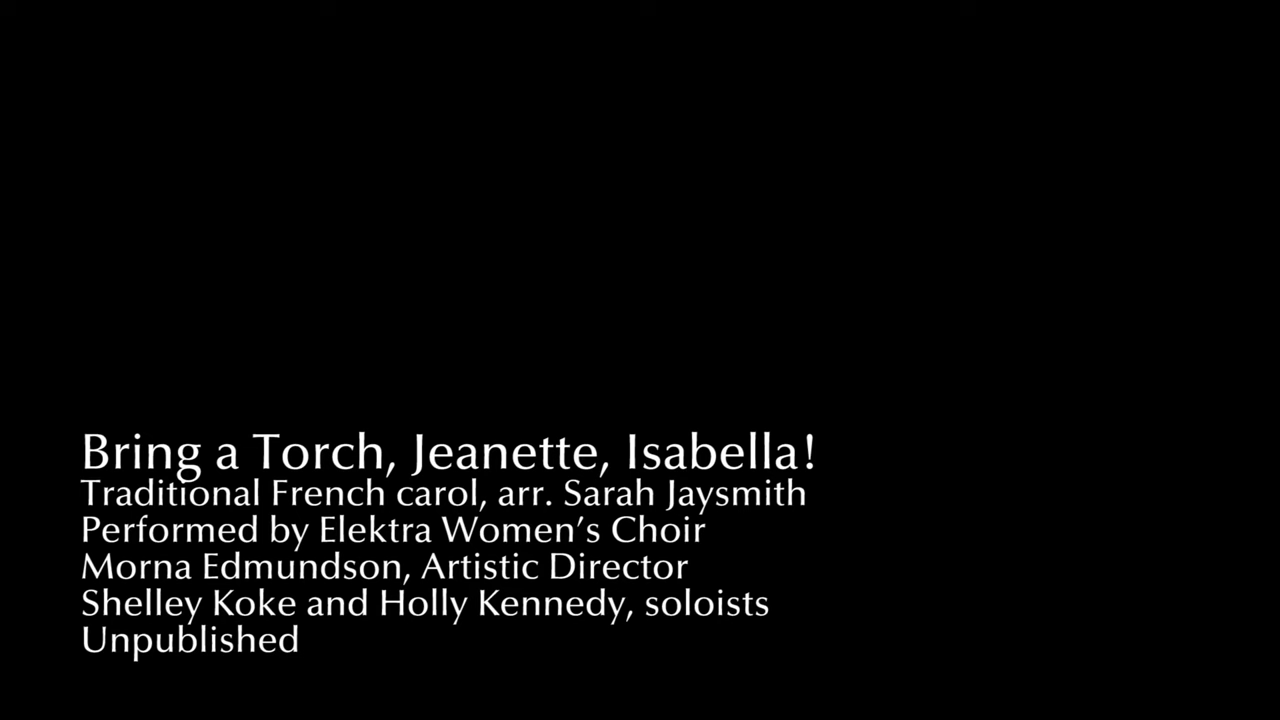 Bring a Torch, Jeanette, Isabella!
Traditional French carol, arr. Sarah Jaysmith
Performed by Elektra Women’s Choir
Morna Edmundson, Artistic Director
Shelley Koke and Holly Kennedy, soloists
Unpublished